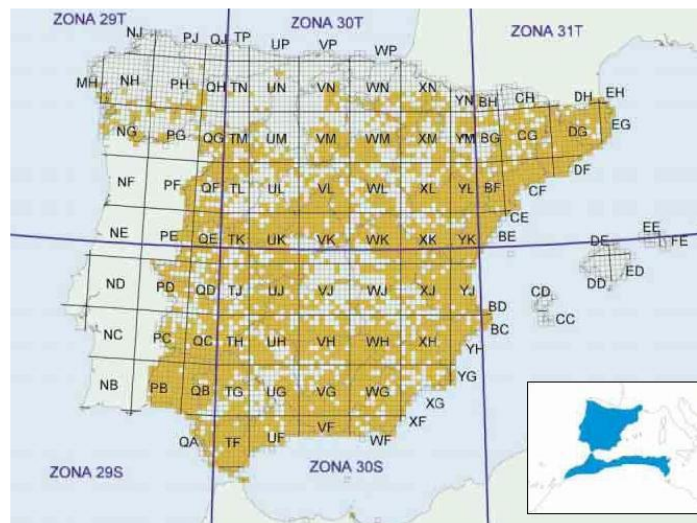 ZONA 29T ZONA 30T ZONA 31T
NJ PJ QJ TP UP VP WP
MH NH PH QH TN UN VN WN XN YN BH CH DH EH
NG PG QG TM UM VM WM XM YM BG CG DG EG
NF PF QF TL UL VL WL XL YL BF CF DF
NE PE QE TK UK VK WK XK YK BE CE DE EE FE
ND PD QD TJ UJ VJ WJ XJ YJ BD CD DD ED
NC PC QC TH UH VH WH XH YH BC CC
NB PB QB TG UG VG WG XG YG
QA TF UF VF WF XF
ZONA 29S ZONA 30S